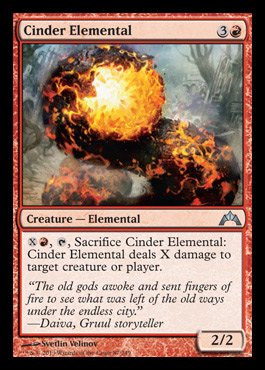 Cinder Elemental 3
Creature — Elemental
X, , Sacrifice Cinder Elemental:
Cinder Elemental deals X damage to
target creature or player.
"The old gods awoke and sent fingers of
fire to see what was left of the old ways
under the endless city."
—Daiva, Gruul storyteller
Svetlin Velinov
2/2